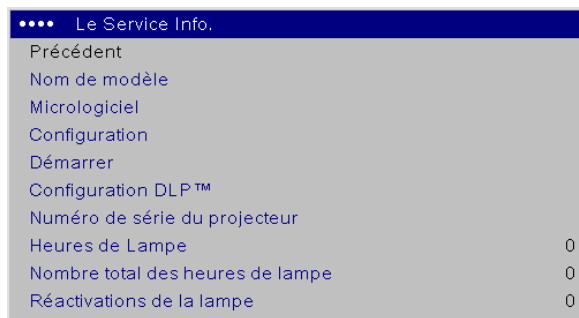 •••• Le Service Info.
Précédent
Nom de modèle
Micrologiciel
Configuration
Démarrer
Configuration DLP™
Numéro de série du projecteur
Heures de Lampe 0
Nombre total des heures de lampe 0
Réactivations de la lampe 0